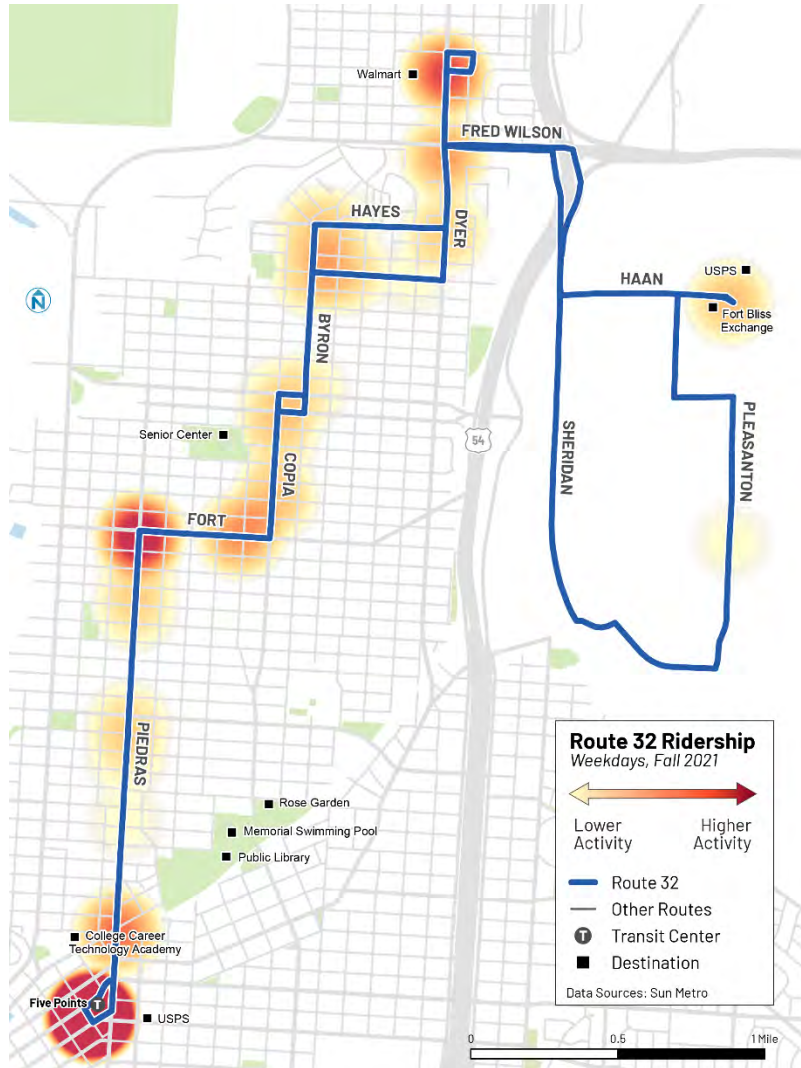 Walmart
FRED WILSON
HAYES
DYER
USPS
HAAN
N
Fort Bliss
Exchange
BYRON
Senior Center
54
SHERIDAN
PLEASANTON
COPIA
FORT
PIEDRAS
Route 32 Ridership
Weekdays, Fall 2021
Lower
Activity
Higher
Activity
Route 32
Other Routes
T Transit Center
Destination
Data Sources: Sun Metro
Rose Garden
Memorial Swimming Pool
Public Library
College Career
Technology Academy
Five Points T
USPS
0 0.5 1 Mile